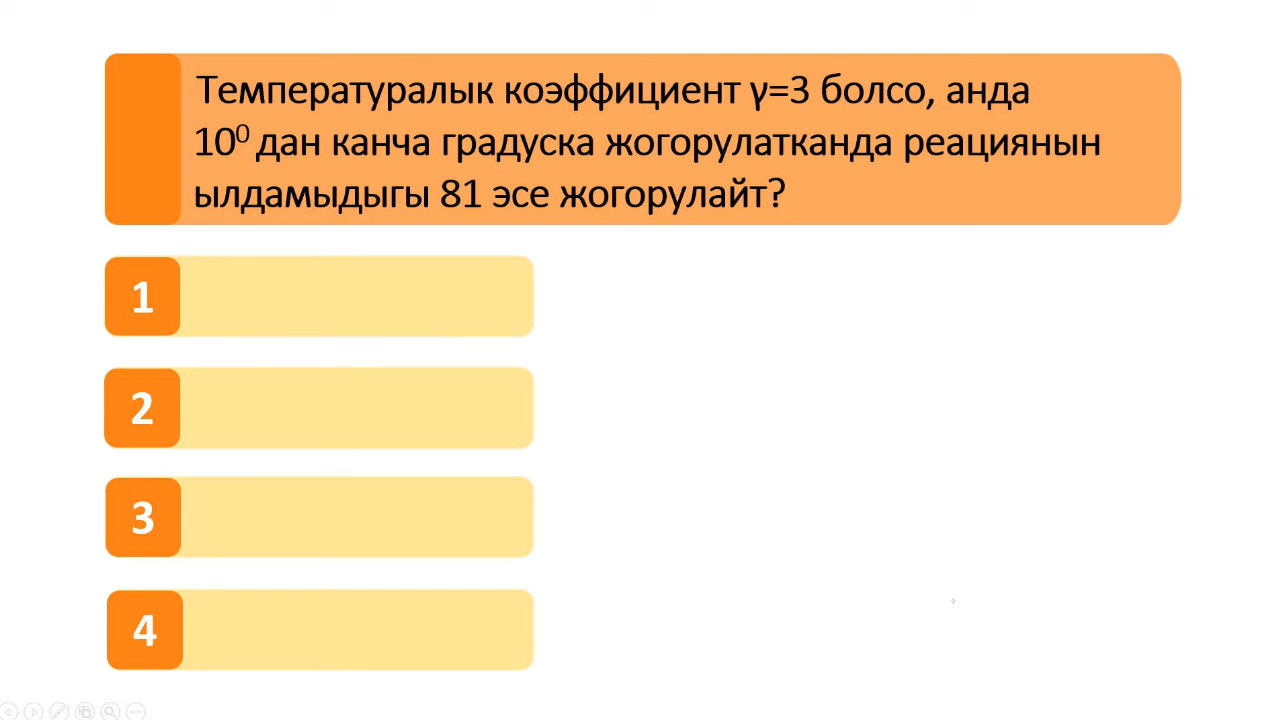 Температуралык коэффициент γ=3 болсо, анда
10⁰ дан канча градуска жогорулатканда реациянын
ылдамыдыгы 81 эсе жогорулайт?
1
2
3
4